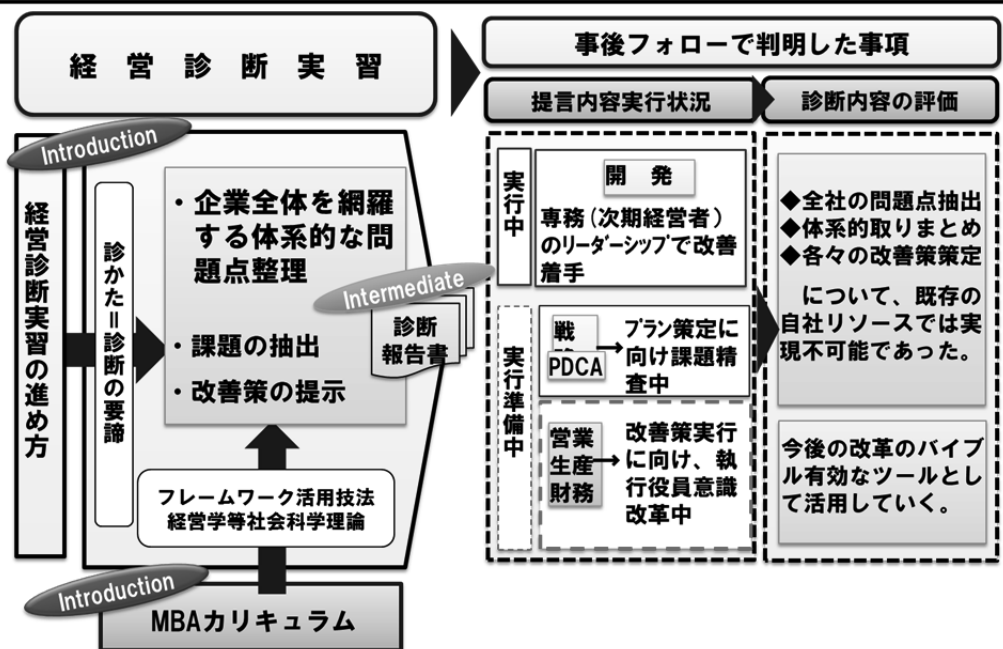 経営診断実習
事後フォローで判明した事項
提言内容実行状況
診断内容の評価
Introduction
経営診断実習の進め方
診かた＝診断の要諦
・企業全体を網羅
する体系的な問
題点整理
・課題の抽出
・改善策の提示
Intermediate
診断
報告書
フレームワーク活用技法
経営学等社会科学理論
Introduction
MBAカリキュラム
実行中
開 発
専務（次期経営者）
のリーダーシップで改善
着手
実行準備中
戦
PDCA
プラン策定に
向け課題精
査中
営業
生産
財務
改善策実行
に向け、執
行役員意識
改革中
◆全社の問題点抽出
◆体系的取りまとめ
◆各々の改善策策定
について、既存の
自社リソースでは実
現不可能であった。
今後の改革のバイブ
ル有効なツールとし
て活用していく。